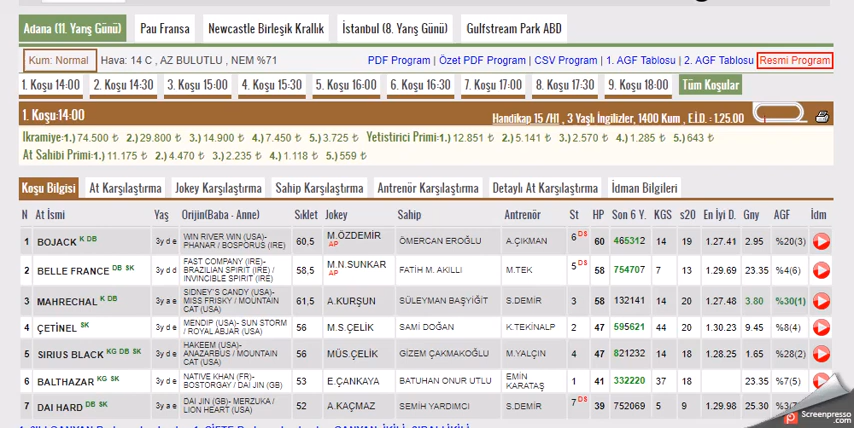 Adana (11. Yarış Günü) Pau Fransa Newcastle Birleşik Krallık İstanbul (8. Yarış Günü) Gulfstream Park ABD
Kum: Normal Hava: 14 C , AZ BULUTLU , NEM %71 PDF Program | Özet PDF Program | CSV Program | 1. AGF Tablosu | 2. AGF Tablosu Resmi Program
1. Koşu 14:00 2. Koşu 14:30 3. Koşu 15:00 4. Koşu 15:30 5. Koşu 16:00 6. Koşu 16:30 7. Koşu 17:00 8. Koşu 17:30 9. Koşu 18:00 Tüm Koşular
1. Koşu:14:00 Handikap 15 /H1 , 3 Yaşlı İngilizler, 1400 Kum , E.İ.D. : 1.25.00
İkramiye:1.) 74.500 ₺ 2.) 29.800 ₺ 3.) 14.900 ₺ 4.) 7.450 ₺ 5.) 3.725 ₺ Yetistirici Primi:1.) 12.851 ₺ 2.) 5.141 ₺ 3.) 2.570 ₺ 4.) 1.285 ₺ 5.) 643 ₺
At Sahibi Primi:1.) 11.175 ₺ 2.) 4.470 ₺ 3.) 2.235 ₺ 4.) 1.118 ₺ 5.) 559 ₺
Koşu Bilgisi At Karşılaştırma Jokey Karşılaştırma Sahip Karşılaştırma Antrenör Karşılaştırma Detaylı At Karşılaştırma İdman Bilgileri
N At İsmi Yaş Orijin(Baba - Anne) Sıklet Jokey Sahip Antrenör St HP Son 6 Y. KGS s20 En İyi D. Gny AGF İdm
1 BOJACK K DB 3y d e WIN RIVER WIN (USA)- PHANAR / BOSPORUS (IRE) 60,5 M.ÖZDEMİR AP ÖMERCAN EROĞLU A.ÇIKMAN 6 DS 60 465312 14 19 1.27.41 2.95 %20(3)
2 BELLE FRANCE DB SK 3y d d FAST COMPANY (IRE)- BRAZILIAN SPIRIT (IRE) / INVINCIBLE SPIRIT (IRE) 58,5 M.N.SUNKAR AP FATİH M. AKILLI M.TEK 5 DS 58 754707 7 13 1.29.69 23.35 %4(6)
3 MAHRECHAL K DB 3y a e SIDNEY´S CANDY (USA)- MISS FRISKY / MOUNTAIN CAT (USA) 61,5 A.KURŞUN SÜLEYMAN BAŞYİĞİT S.DEMİR 3 58 132141 14 20 1.27.48 3.80 %30(1)
4 ÇETİNEL SK 3y a e MENDIP (USA)- SUN STORM / ROYAL ABJAR (USA) 56 M.S.ÇELİK SAMİ DOĞAN K.TEKİNALP 2 47 595621 44 20 1.30.23 9.45 %8(4)
5 SIRIUS BLACK KG DB SK 3y a e HAKEEM (USA)- ANAZARBUS / MOUNTAIN CAT (USA) 56 MÜS.ÇELİK GİZEM ÇAKMAKOĞLU M.YALÇIN 4 47 821232 14 18 1.28.25 1.65 %28(2)
6 BALTHAZAR KG SK 3y d e NATIVE KHAN (FR)- BOSTORGAY / DAI JIN (GB) 53 E.ÇANKAYA BATUHAN ONUR UTLU EMİN KARATAŞ 1 41 332220 37 18 23.35 %7(5)
7 DAI HARD DB SK 3y d e DAI JIN (GB)- MERZUKA / LION HEART (USA) 52 A.KAÇMAZ SEMİH YARDIMCI S.DEMİR 7 DS 39 752069 5 9 1.29.98 25.30
Screenpresso
.com